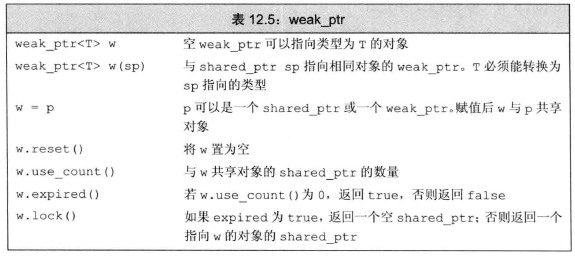 表 12.5：weak_ptr
weak_ptr<T> w 空 weak_ptr 可以指向类型为 T 的对象
weak_ptr<T> w(sp) 与 shared_ptr sp 指向相同对象的 weak_ptr。T 必须能转换为
sp 指向的类型
w = p p 可以是一个 shared_ptr 或一个 weak_ptr。赋值后 w 与 p 共享
对象
w.reset() 将 w 置为空
w.use_count() 与 w 共享对象的 shared_ptr 的数量
w.expired() 若 w.use_count() 为 0，返回 true，否则返回 false
w.lock() 如果 expired 为 true，返回一个空 shared_ptr；否则返回一个
指向 w 的对象的 shared_ptr